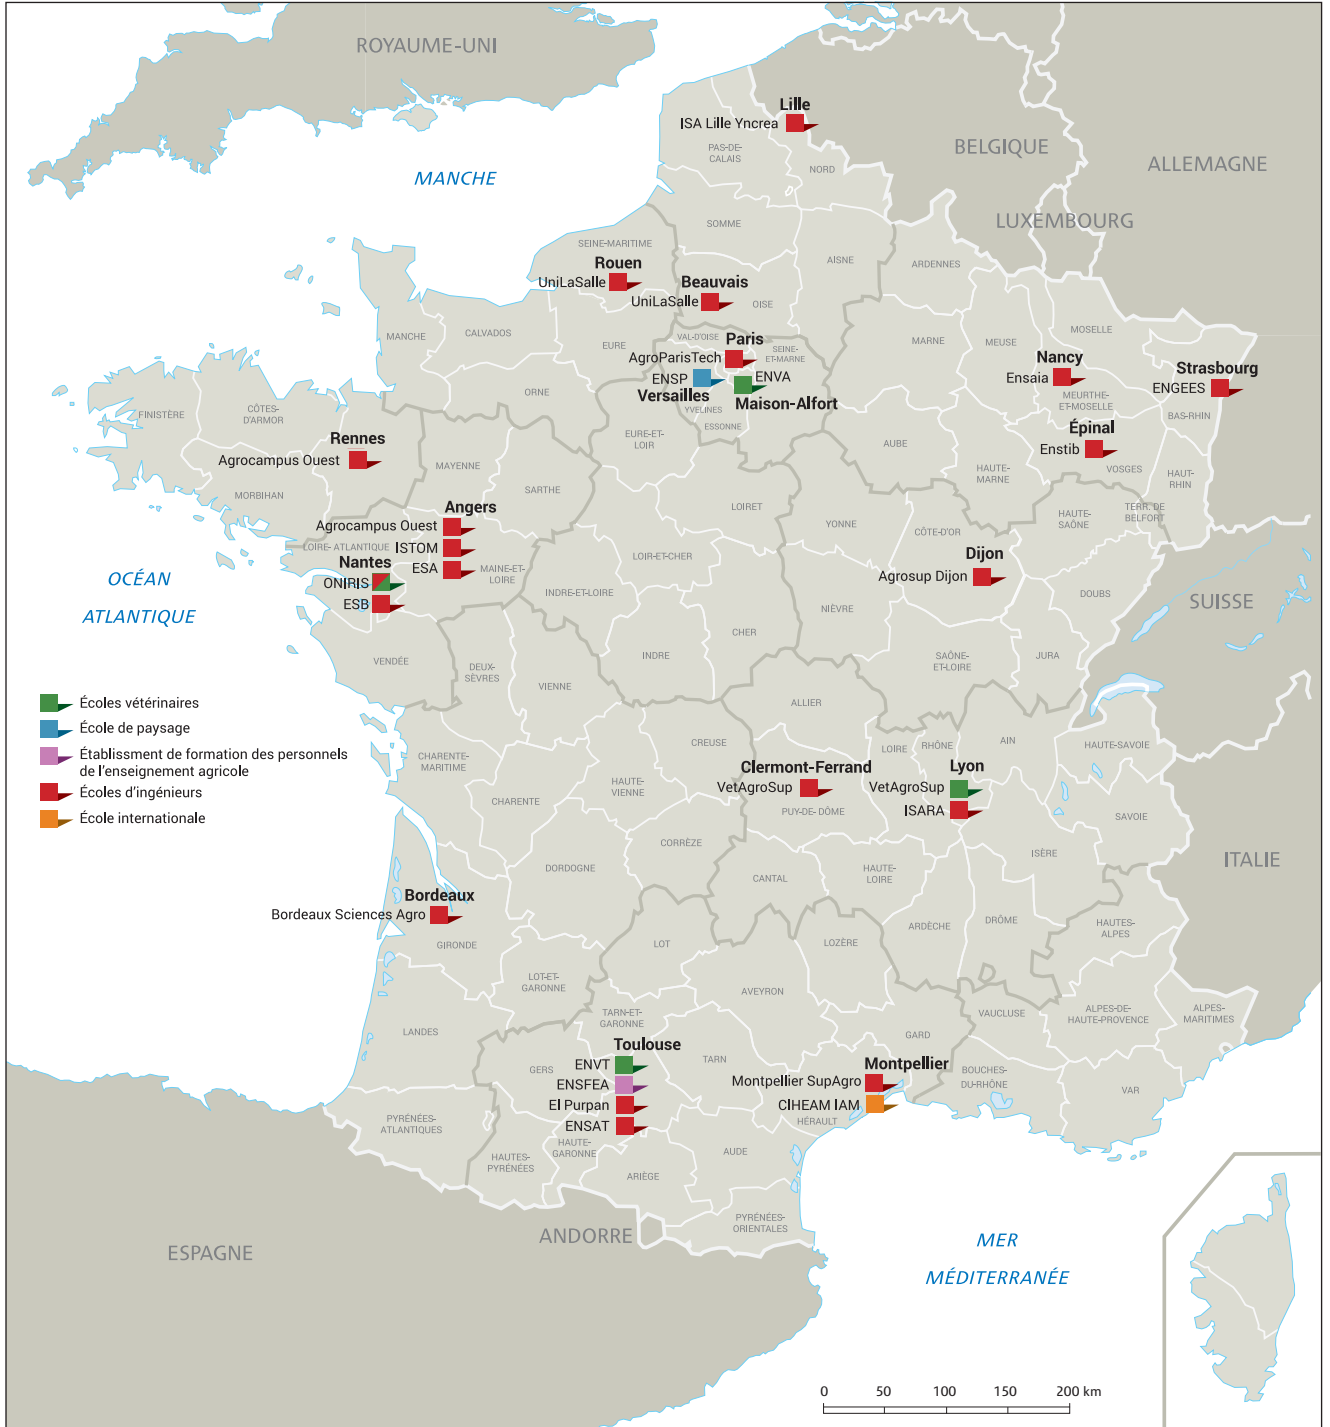 ROYAUME-UNI
MANCHE
BELGIQUE
ALLEMAGNE
LUXEMBOURG
SUISSE
ITALIE
OCÉAN
ATLANTIQUE
ESPAGNE
ANDORRE
MER
MÉDITERRANÉE
Lille
ISA Lille Yncrea
PAS-DE-
CALAIS
NORD
SOMME
SEINE-MARITIME
AISNE
ARDENNES
Rouen
UniLaSalle
Beauvais
UniLaSalle
OISE
MANCHE
CALVADOS
EURE
VAL-D'OISE
Paris
AgroParisTech
SEINE-
ET-MARNE
ENSP
ENVA
Versailles
Maison-Alfort
YVELINES
ESSONNE
MARNE
MEUSE
MOSELLE
Nancy
Ensaia
MEURTHE-
ET-MOSELLE
Strasbourg
ENGEES
BAS-RHIN
Épinal
Enstib
VOSGES
HAUT-
RHIN
ORNE
FINISTÈRE
CÔTES-
D'ARMOR
Rennes
Agrocampus Ouest
MORBIHAN
MAYENNE
SARTHE
EURE-ET-
LOIR
AUBE
HAUTE-
MARNE
HAUTE-
SAÔNE
TERR. DE
BELFORT
LOIRET
YONNE
CÔTE-D'OR
Angers
Agrocampus Ouest
ISTOM
ESA
LOIRE- ATLANTIQUE
MAINE-ET-
LOIRE
Nantes
ONIRIS
ESB
LOIR-ET-CHER
INDRE-ET-LOIRE
Dijon
Agrosup Dijon
DOUBS
NIÈVRE
CHER
INDRE
SAÔNE-
ET-LOIRE
JURA
VENDÉE
DEUX-
SÈVRES
VIENNE
ALLIER
Écoles vétérinaires
École de paysage
Établissment de formation des personnels
de l'enseignement agricole
Écoles d'ingénieurs
École internationale
CHARENTE-
MARITIME
CHARENTE
HAUTE-
VIENNE
CREUSE
LOIRE
RHÔNE
AIN
HAUTE-SAVOIE
Clermont-Ferrand
VetAgroSup
PUY-DE- DÔME
Lyon
VetAgroSup
ISARA
SAVOIE
ISÈRE
CORRÈZE
DORDOGNE
CANTAL
HAUTE-
LOIRE
Bordeaux
Bordeaux Sciences Agro
GIRONDE
LOT
LOZÈRE
ARDÈCHE
DRÔME
HAUTES-
ALPES
LOT-ET-
GARONNE
AVEYRON
TARN-ET-
GARONNE
LANDES
GARD
VAUCLUSE
ALPES-DE-
HAUTE-PROVENCE
ALPES-
MARITIMES
Toulouse
ENVT
ENSFEA
EI Purpan
ENSAT
GERS
TARN
Montpellier
Montpellier SupAgro
CIHEAM IAM
HÉRAULT
BOUCHES-
DU-RHÔNE
VAR
PYRÉNÉES-
ATLANTIQUES
HAUTES-
PYRÉNÉES
HAUTE-
GARONNE
ARIÈGE
AUDE
PYRÉNÉES-
ORIENTALES
0 50 100 150 200 km